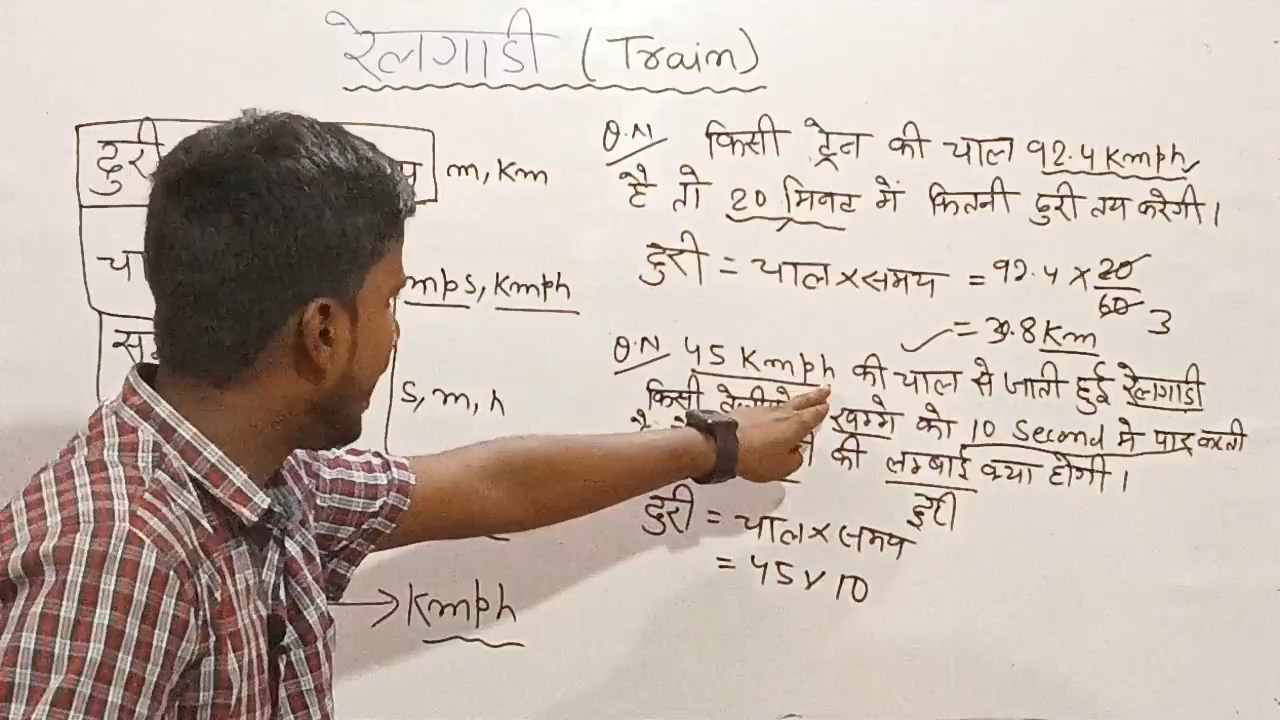 रेलगाडी (Train)
दुरी
m, Km
चा
mps, Kmph
s, m, h
→ Kmph
Q.N किसी ट्रेन की चाल 92.4 Kmph
है तो 20 मिनट में कितनी दुरी तय करेगी।
दुरी = चाल × समय = 92.4 × 20/60 3
= 30.8 Km
Q.N 45 Kmph की चाल से जाती हुई रेलगाडी
किसी खम्भे को 10 Second मे पार करती
की लम्बाई क्या होगी।
दुरी
दुरी = चाल × समय
= 45 × 10